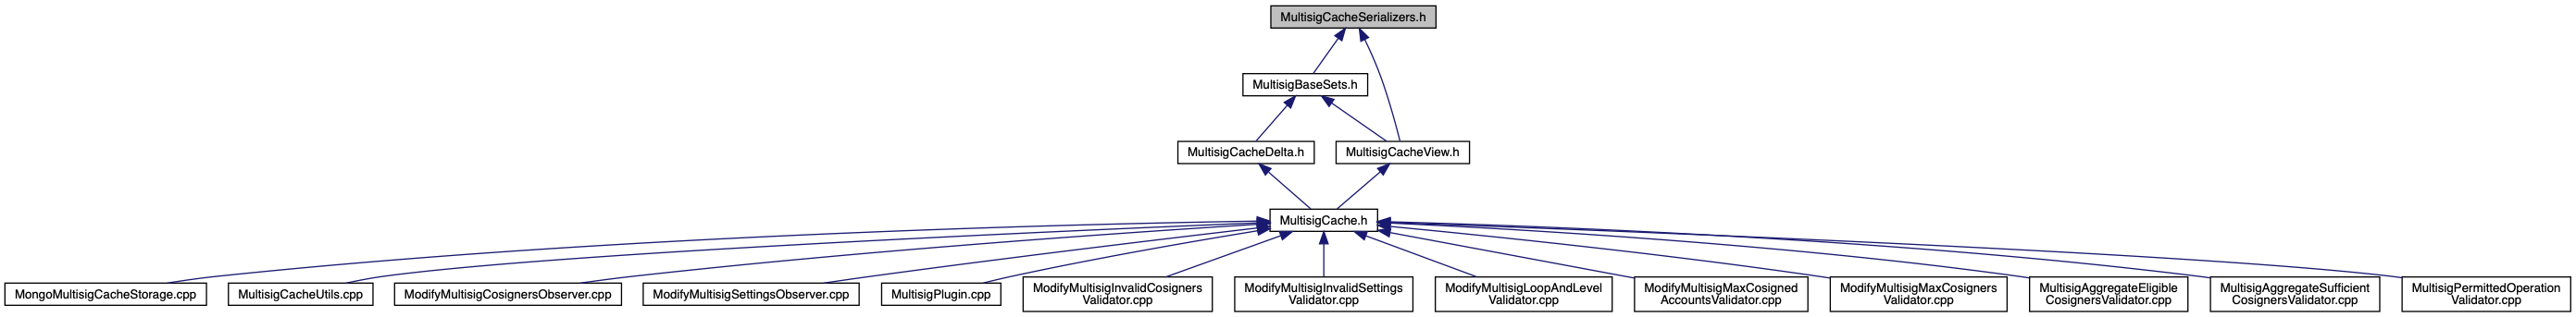 MultisigCacheSerializers.h
MultisigBaseSets.h
MultisigCacheDelta.h
MultisigCacheView.h
MultisigCache.h
MongoMultisigCacheStorage.cpp
MultisigCacheUtils.cpp
ModifyMultisigCosignersObserver.cpp
ModifyMultisigSettingsObserver.cpp
MultisigPlugin.cpp
ModifyMultisigInvalidCosigners
Validator.cpp
ModifyMultisigInvalidSettings
Validator.cpp
ModifyMultisigLoopAndLevel
Validator.cpp
ModifyMultisigMaxCosigned
AccountsValidator.cpp
ModifyMultisigMaxCosigners
Validator.cpp
MultisigAggregateEligible
CosignersValidator.cpp
MultisigAggregateSufficient
CosignersValidator.cpp
MultisigPermittedOperation
Validator.cpp